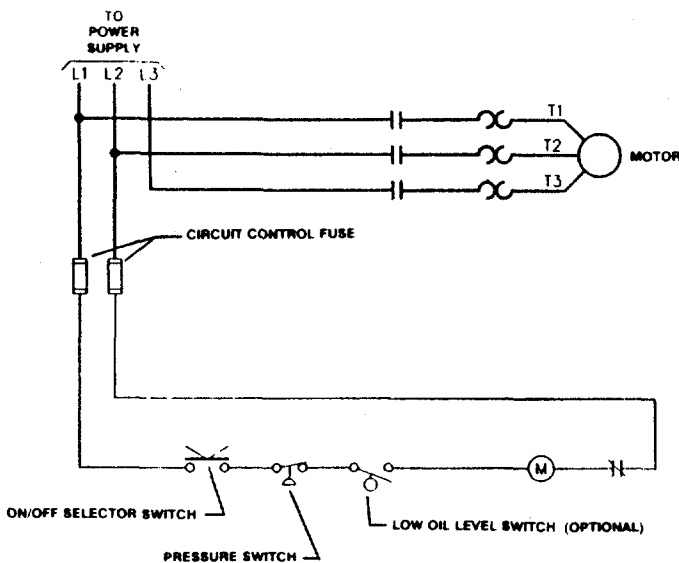 TO
POWER
SUPPLY
L1 L2 L3
T1
T2
MOTOR
T3
CIRCUIT CONTROL FUSE
M
ON/OFF SELECTOR SWITCH
LOW OIL LEVEL SWITCH (OPTIONAL)
PRESSURE SWITCH